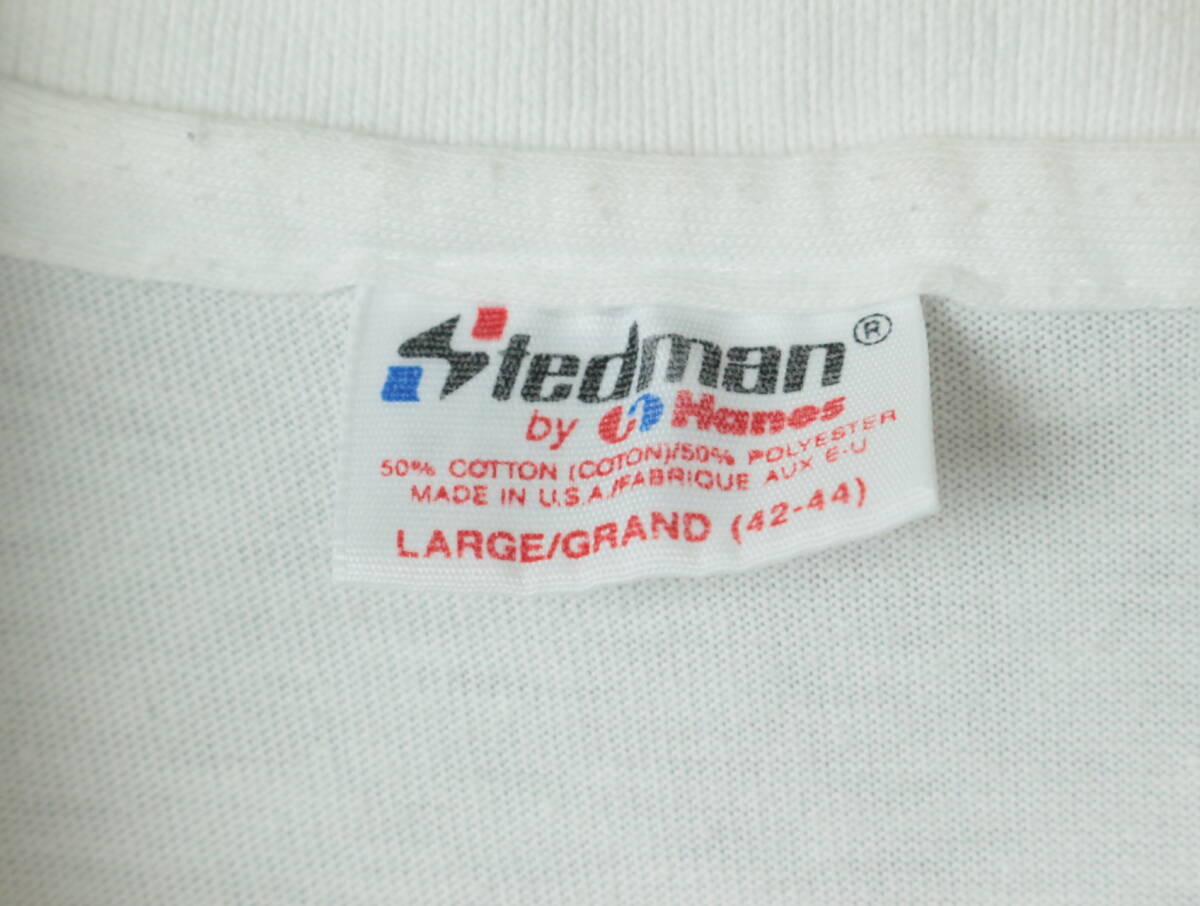 Stedman®
by Hanes
50% COTTON (COTON)/50% POLYESTER
MADE IN U.S.A./FABRIQUE AUX E-U
LARGE/GRAND (42-44)